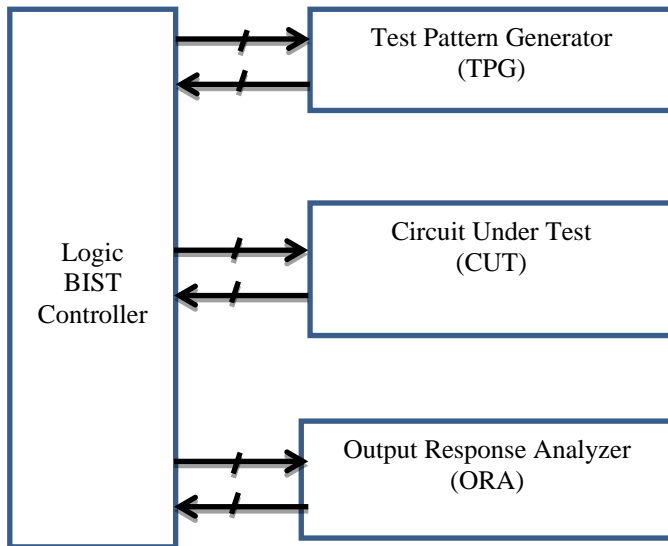 Test Pattern Generator
(TPG)
Circuit Under Test
(CUT)
Logic
BIST
Controller
Output Response Analyzer
(ORA)